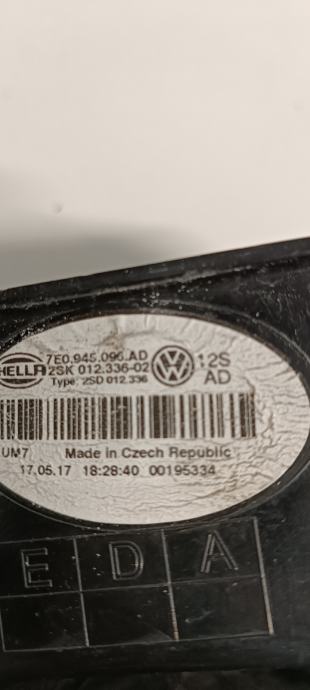 HELLA
7E0.945.096.AD
2SK 012.336-02
Type: 2SD 012.336
12S
AD
UM7 Made in Czech Republic
17.05.17 18:28:40 00195334
E D A